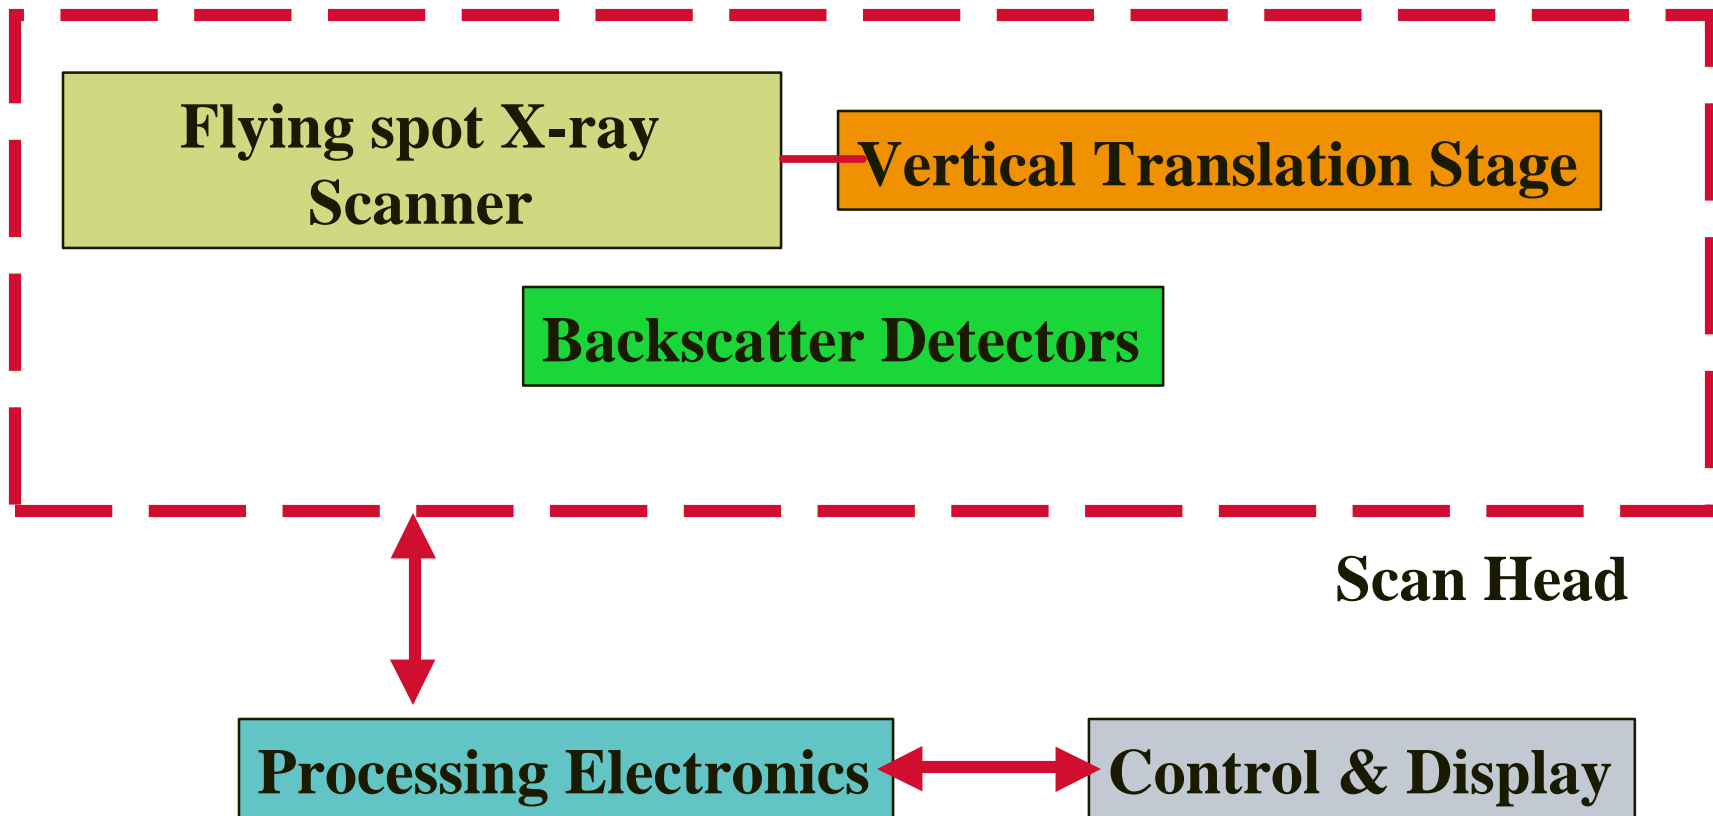 Flying spot X-ray
Scanner
Vertical Translation Stage
Backscatter Detectors
Scan Head
Processing Electronics
Control & Display